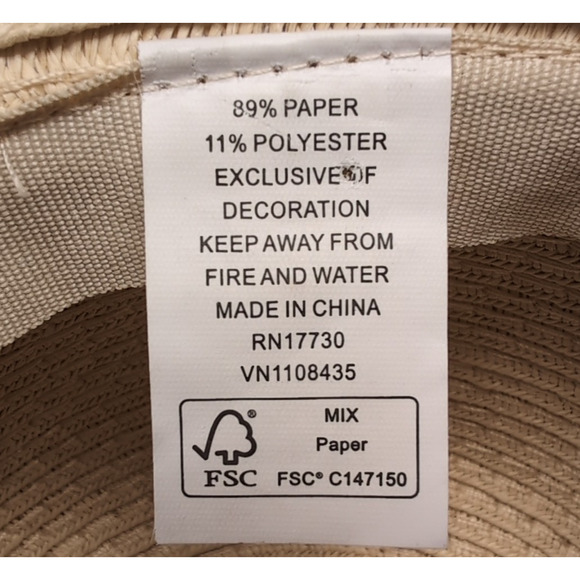 89% PAPER
11% POLYESTER
EXCLUSIVE OF
DECORATION
KEEP AWAY FROM
FIRE AND WATER
MADE IN CHINA
RN17730
VN1108435
®
FSC
MIX
Paper
FSC® C147150